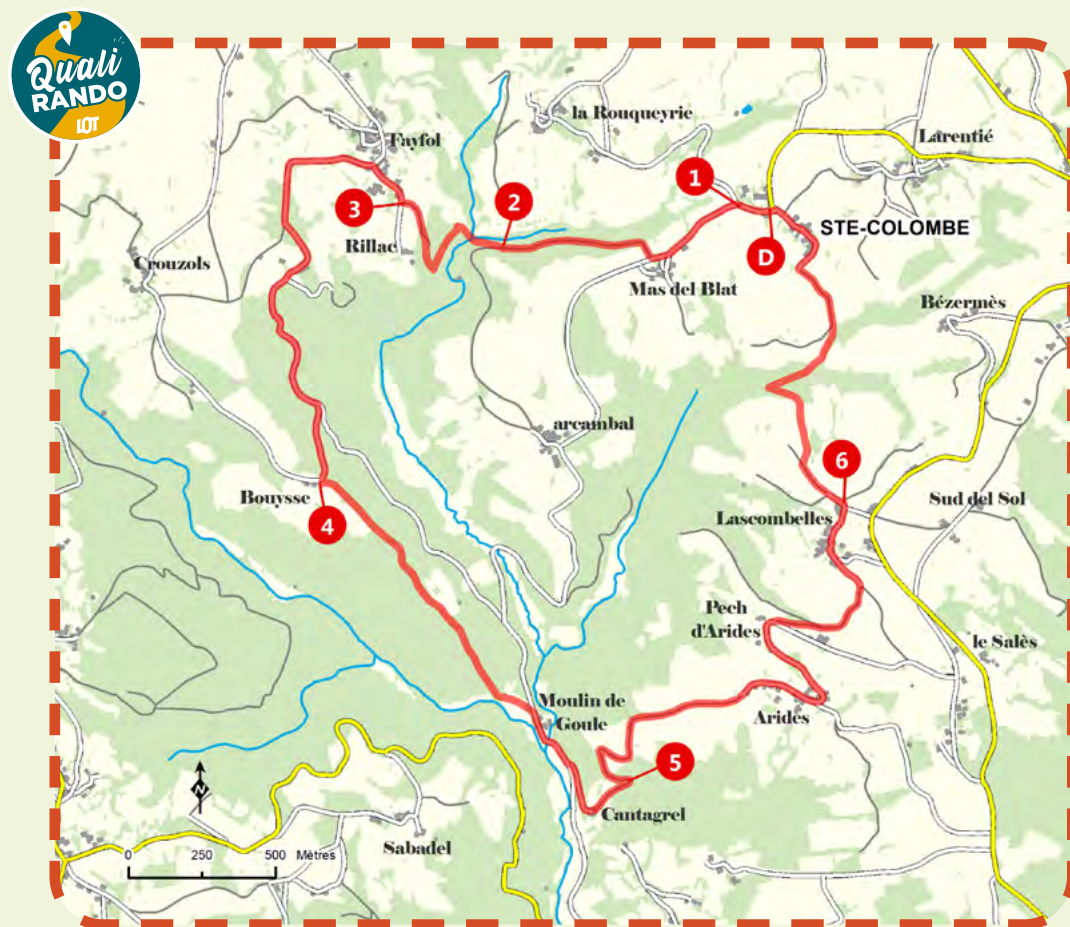 Quali
RANDO
LOT
la Rouqueyrie
Fayfol
Larentié
1
2
3
STE-COLOMBE
Rillac
D
Crouzols
Mas del Blat
Bézermès
arcambal
6
Bouysse
Sud del Sol
4
Lascombelles
Pech
d'Arides
le Salès
Moulin de
Goule
Arides
5
N
Cantagrel
Sabadel
0 250 500 Mètres